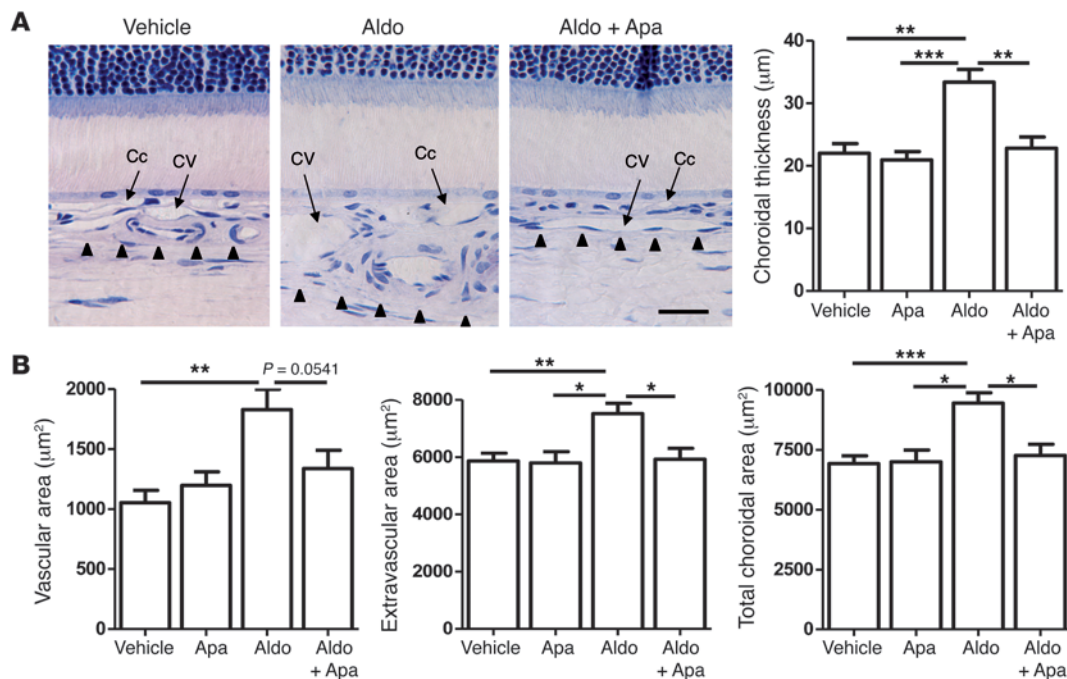 A
Vehicle
Aldo
Aldo + Apa
Cc
CV
CV
Cc
CV
Cc
Choroidal thickness (μm)
40
30
20
10
0
**
***
**
Vehicle
Apa
Aldo
Aldo
+ Apa
B
Vascular area (μm²)
2000
1500
1000
500
0
**
P = 0.0541
Vehicle
Apa
Aldo
Aldo
+ Apa
Extravascular area (μm²)
8000
6000
4000
2000
0
**
*
*
Vehicle
Apa
Aldo
Aldo
+ Apa
Total choroidal area (μm²)
10000
7500
5000
2500
0
***
*
*
Vehicle
Apa
Aldo
Aldo
+ Apa